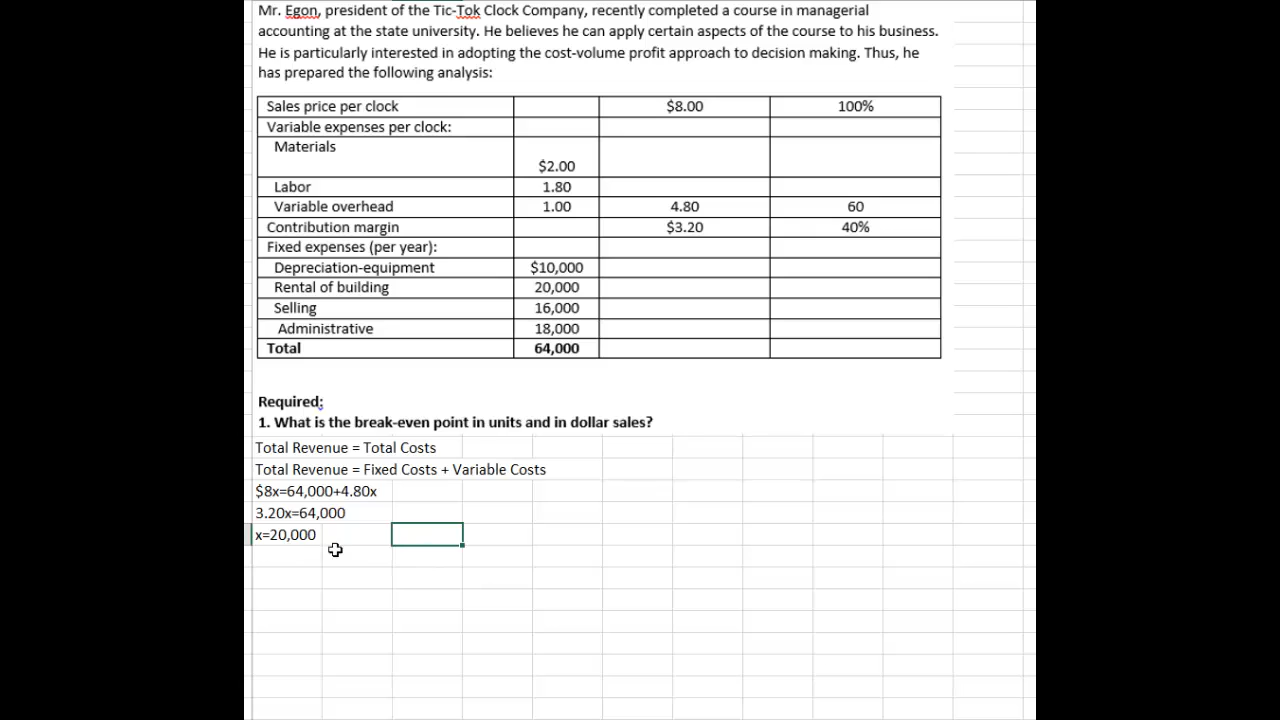 Mr. Egon, president of the Tic-Tok Clock Company, recently completed a course in managerial
accounting at the state university. He believes he can apply certain aspects of the course to his business.
He is particularly interested in adopting the cost-volume profit approach to decision making. Thus, he
has prepared the following analysis:
Sales price per clock $8.00 100%
Variable expenses per clock:
Materials
$2.00
Labor 1.80
Variable overhead 1.00 4.80 60
Contribution margin $3.20 40%
Fixed expenses (per year):
Depreciation-equipment $10,000
Rental of building 20,000
Selling 16,000
Administrative 18,000
Total 64,000
Required:
1. What is the break-even point in units and in dollar sales?
Total Revenue = Total Costs
Total Revenue = Fixed Costs + Variable Costs
$8x=64,000+4.80x
3.20x=64,000
x=20,000